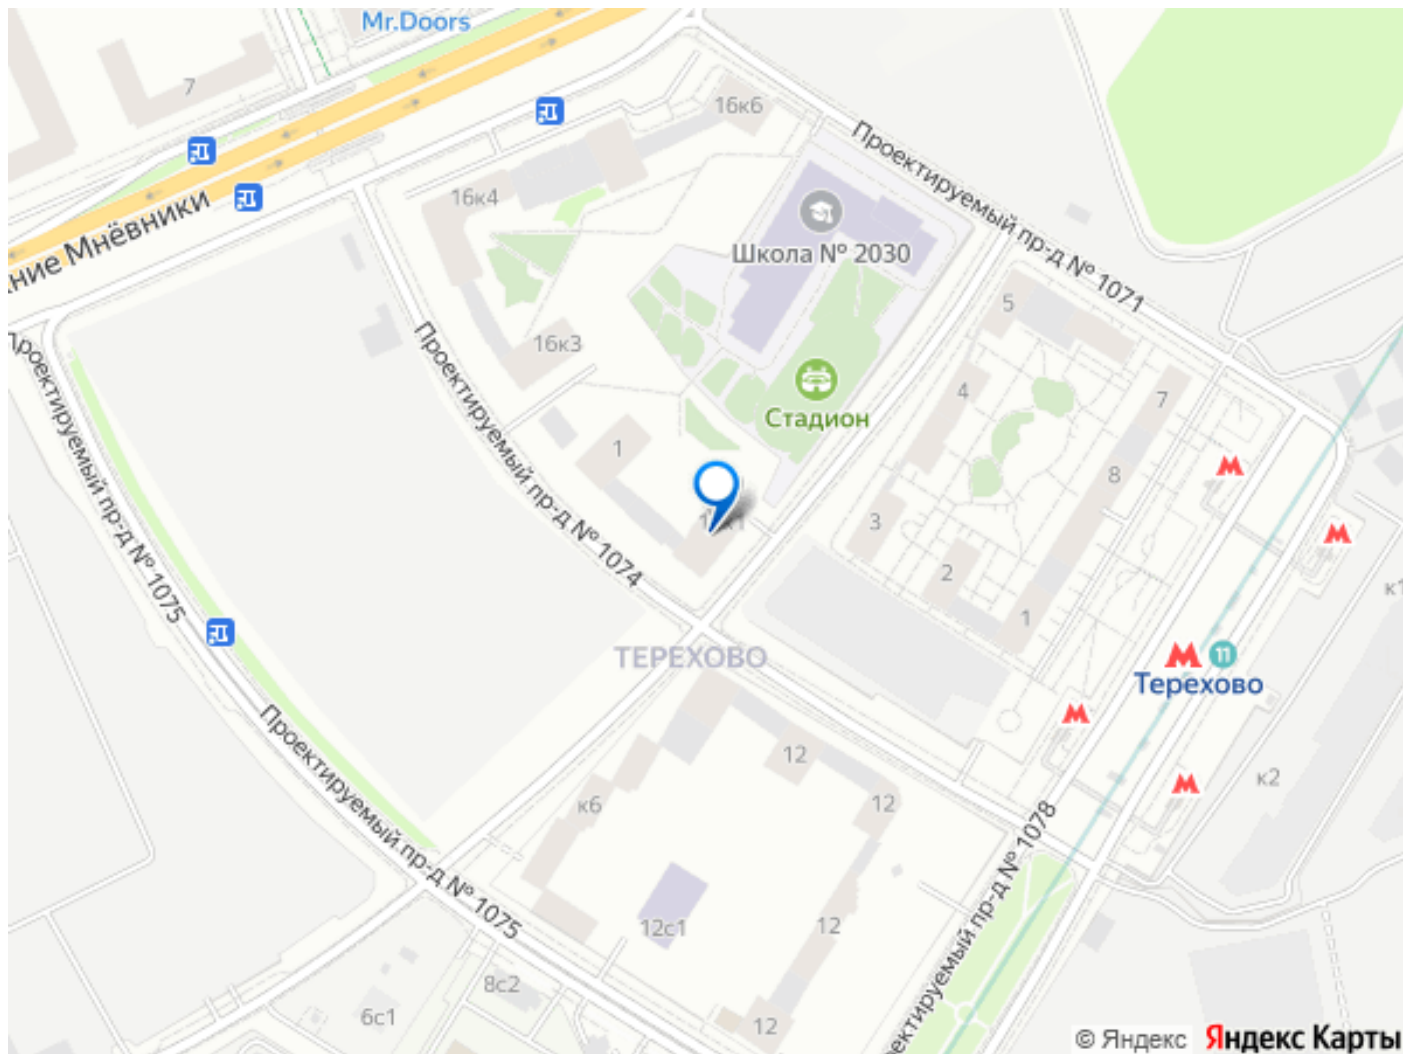 Mr.Doors
7
16к6
Проектируемый пр-д № 1071
16к4
ние Мнёвники
Школа № 2030
5
16к3
Проектируемый пр-д № 1074
Стадион
4
7
Проектируемый пр-д № 1075
1
8
3
2
1
к1
ТЕРЕХОВО
11
Терехово
Проектируемый пр-д № 1075
12
к6
12
к2
Проектируемый пр-д № 1078
12с1
12
8с2
6с1
12
© Яндекс
Яндекс Карты